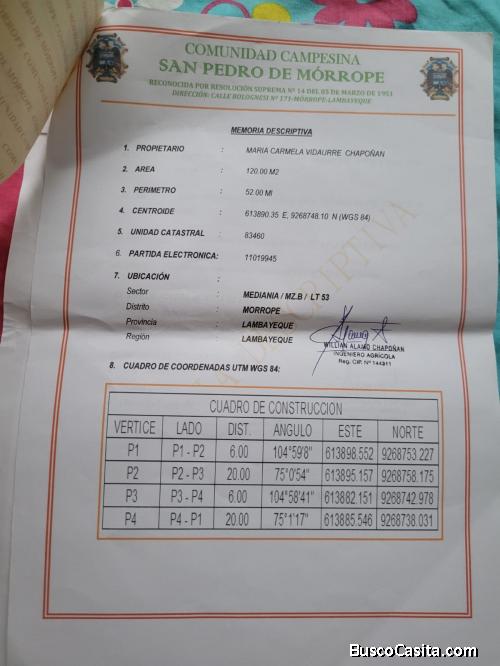 COMUNIDAD CAMPESINA
SAN PEDRO DE MÓRROPE
RECONOCIDA POR RESOLUCIÓN SUPREMA Nº 14 DEL 05 DE MARZO DE 1951
DIRECCIÓN: CALLE BOLOGNESI Nº 171-MÓRROPE-LAMBAYEQUE
MEMORIA DESCRIPTIVA
1. PROPIETARIO : MARIA CARMELA VIDAURRE CHAPOÑAN
2. AREA : 120.00 M2
3. PERIMETRO : 52.00 Ml
4. CENTROIDE : 613890.35 E, 9268748.10 N (WGS 84)
5. UNIDAD CATASTRAL : 83460
6. PARTIDA ELECTRONICA: 11019945
7. UBICACIÓN :
Sector : MEDIANIA / MZ.B / LT 53
Distrito : MORROPE
Provincia : LAMBAYEQUE
Región : LAMBAYEQUE
WILLIAN ALAMO CHAPOÑAN
INGENIERO AGRÍCOLA
Reg. CIP. Nº 144911
8. CUADRO DE COORDENADAS UTM WGS 84:
CUADRO DE CONSTRUCCION
VERTICE LADO DIST. ANGULO ESTE NORTE
P1 P1 - P2 6.00 104°59'8" 613898.552 9268753.227
P2 P2 - P3 20.00 75°0'54" 613895.157 9268758.175
P3 P3 - P4 6.00 104°58'41" 613882.151 9268742.978
P4 P4 - P1 20.00 75°1'17" 613885.546 9268738.031
BuscoCasita.com